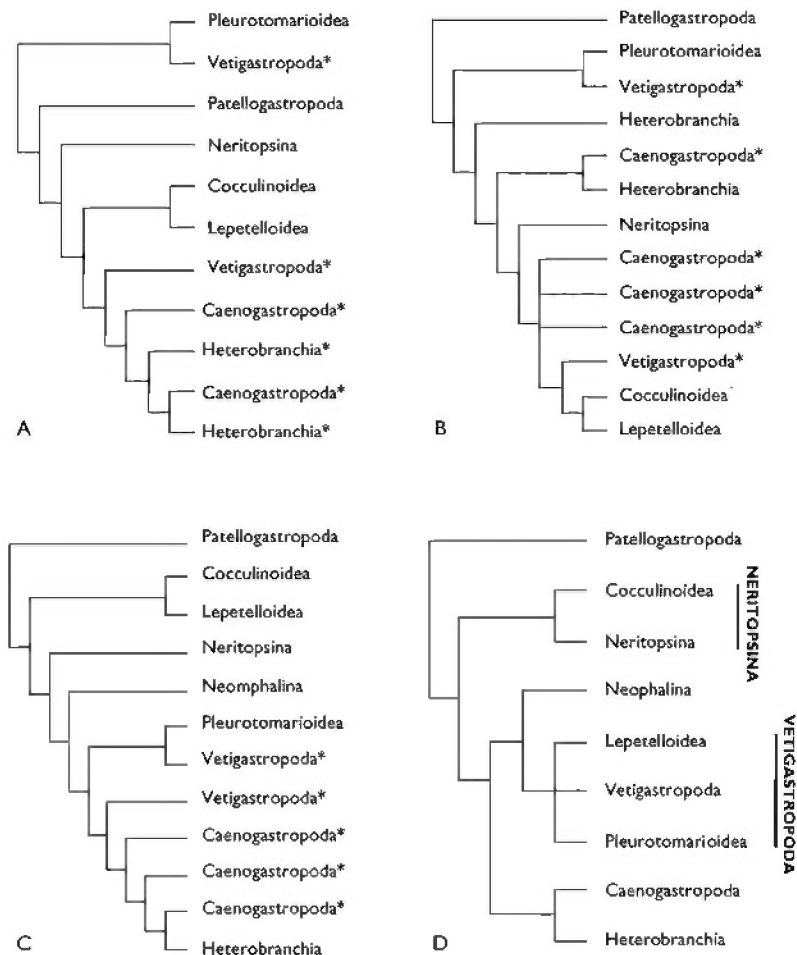 Pleurotomarioidea
Vetigastropoda*
Patellogastropoda
Neritopsina
Cocculinoidea
Lepetelloidea
Vetigastropoda*
Caenogastropoda*
Heterobranchia*
Caenogastropoda*
Heterobranchia*
A
Patellogastropoda
Pleurotomarioidea
Vetigastropoda*
Heterobranchia
Caenogastropoda*
Heterobranchia
Neritopsina
Caenogastropoda*
Caenogastropoda*
Caenogastropoda*
Vetigastropoda*
Cocculinoidea
Lepetelloidea
B
Patellogastropoda
Cocculinoidea
Lepetelloidea
Neritopsina
Neomphalina
Pleurotomarioidea
Vetigastropoda*
Vetigastropoda*
Caenogastropoda*
Caenogastropoda*
Caenogastropoda*
Heterobranchia
C
Patellogastropoda
Cocculinoidea
Neritopsina
NERITOPSINA
Neophalina
Lepetelloidea
Vetigastropoda
Pleurotomarioidea
VETIGASTROPODA
Caenogastropoda
Heterobranchia
D